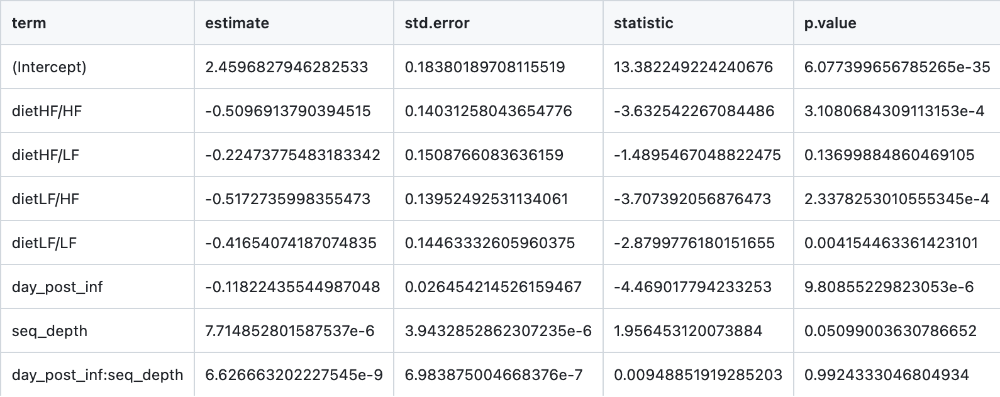 term estimate std.error statistic p.value
(Intercept) 2.4596827946282533 0.18380189708115519 13.382249224240676 6.077399656785265e-35
dietHF/HF -0.5096913790394515 0.14031258043654776 -3.632542267084486 3.1080684309113153e-4
dietHF/LF -0.22473775483183342 0.1508766083636159 -1.4895467048822475 0.13699884860469105
dietLF/HF -0.5172735998355473 0.13952492531134061 -3.707392056876473 2.3378253010555345e-4
dietLF/LF -0.41654074187074835 0.14463332605960375 -2.8799776180151655 0.004154463361423101
day_post_inf -0.11822435544987048 0.026454214526159467 -4.469017794233253 9.80855229823053e-6
seq_depth 7.714852801587537e-6 3.9432852862307235e-6 1.956453120073884 0.05099003630786652
day_post_inf:seq_depth 6.626663202227545e-9 6.983875004668376e-7 0.00948851919285203 0.9924333046804934